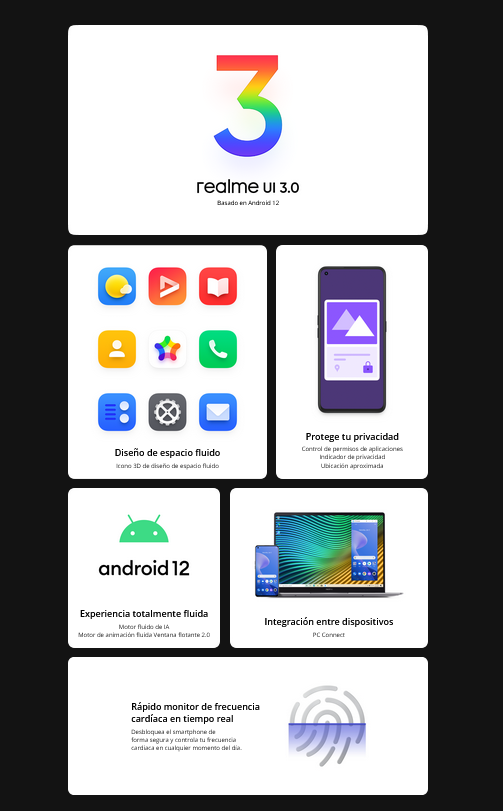 3
realme UI 3.0
Basado en Android 12
Diseño de espacio fluido
Icono 3D de diseño de espacio fluido
Protege tu privacidad
Control de permisos de aplicaciones
Indicador de privacidad
Ubicación aproximada
android 12
Experiencia totalmente fluida
Motor fluido de IA
Motor de animación fluida Ventana flotante 2.0
Integración entre dispositivos
PC Connect
Rápido monitor de frecuencia
cardíaca en tiempo real
Desbloquea el smartphone de
forma segura y controla tu frecuencia
cardíaca en cualquier momento del día.